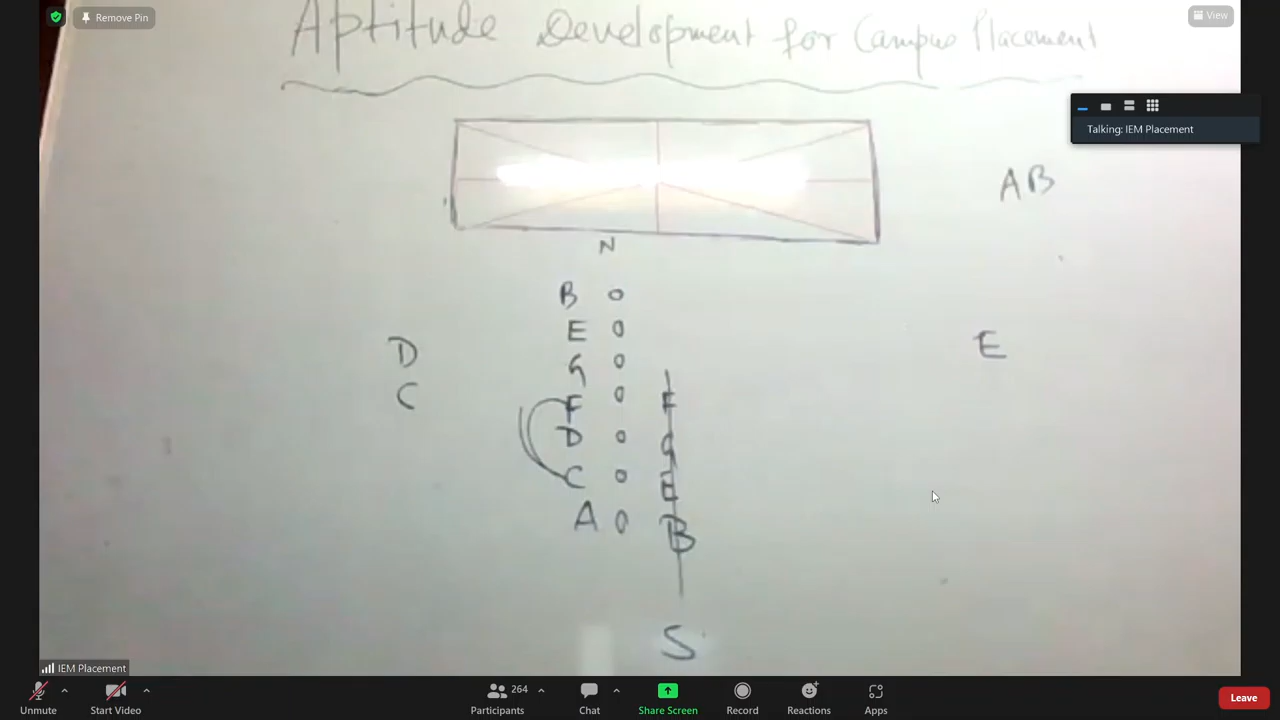 Remove Pin
View
Aptitude Development for Campus Placement
Talking: IEM Placement
AB
N
B o
E o
D
G o
E
C
F o F
D o G
C o E
A o B
S
IEM Placement
264
Unmute
Start Video
Participants
Chat
Share Screen
Record
Reactions
Apps
Leave